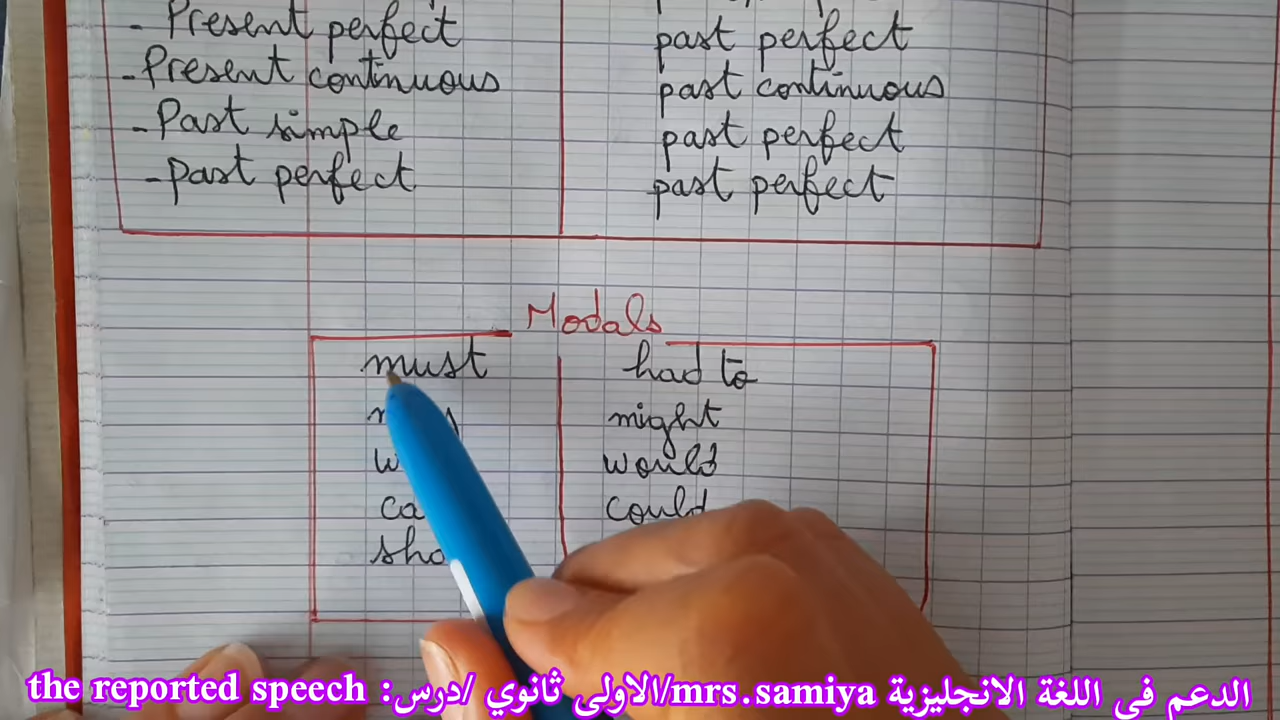 - Present perfect past perfect
- Present continuous past continuous
- Past simple past perfect
- Past perfect past perfect
Modals
must had to
might
would
could
الدعم في اللغة الانجليزية mrs.samiya/الاولى ثانوي /درس: the reported speech